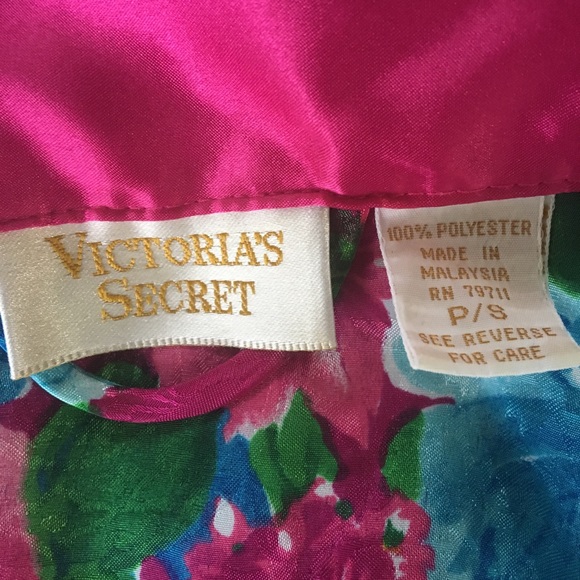 VICTORIA'S
SECRET
100% POLYESTER
MADE IN
MALAYSIA
RN 79711
P/S
SEE REVERSE
FOR CARE